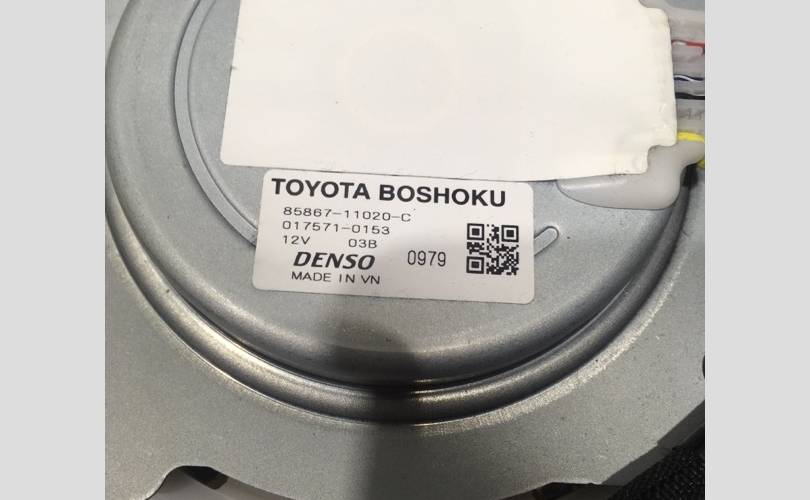 TOYOTA BOSHOKU
85867-11020-C
017571-0153
12V 03B
DENSO 0979
MADE IN VN